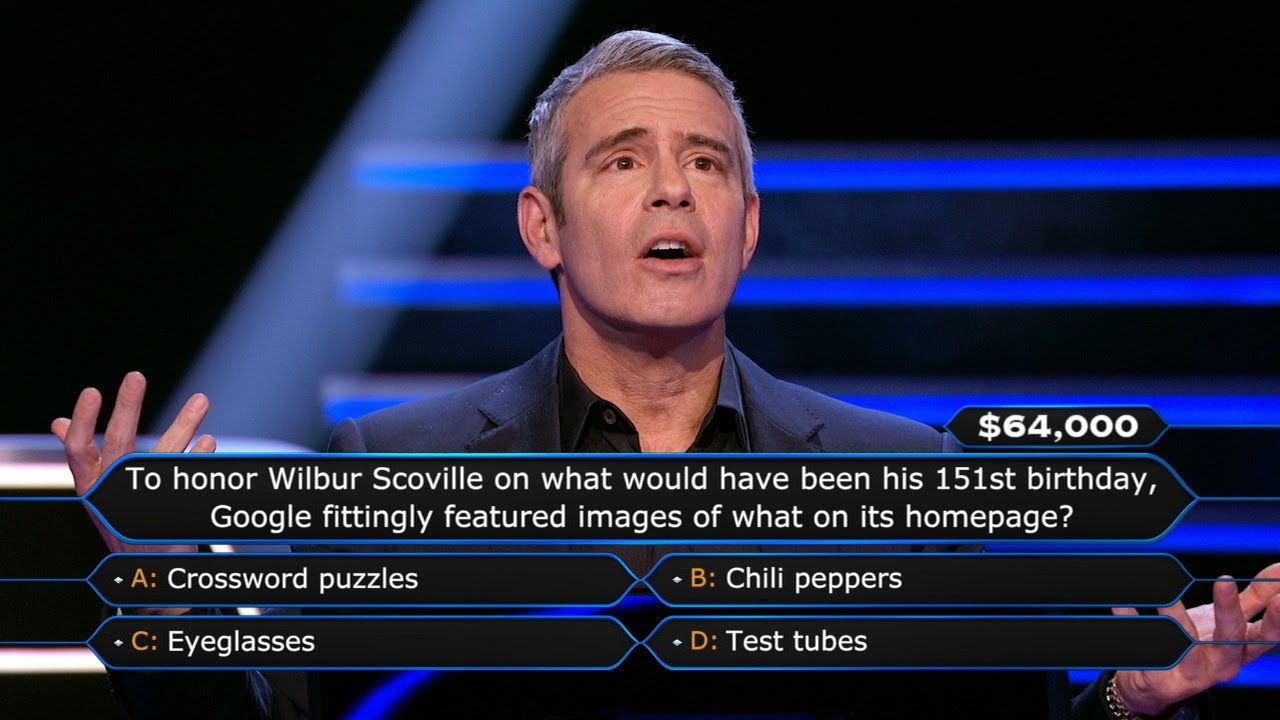 $64,000
To honor Wilbur Scoville on what would have been his 151st birthday,
Google fittingly featured images of what on its homepage?
A: Crossword puzzles
B: Chili peppers
C: Eyeglasses
D: Test tubes